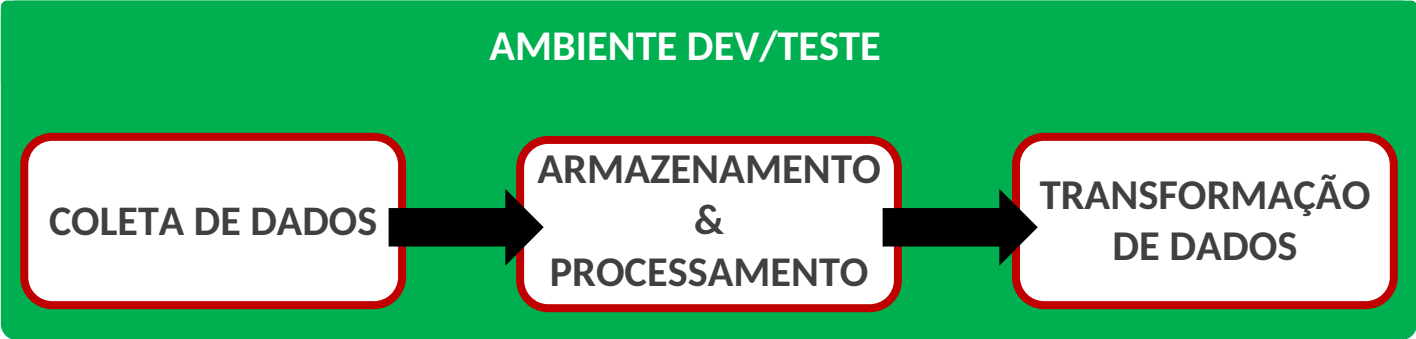 AMBIENTE DEV/TESTE
COLETA DE DADOS
ARMAZENAMENTO
&
PROCESSAMENTO
TRANSFORMAÇÃO
DE DADOS